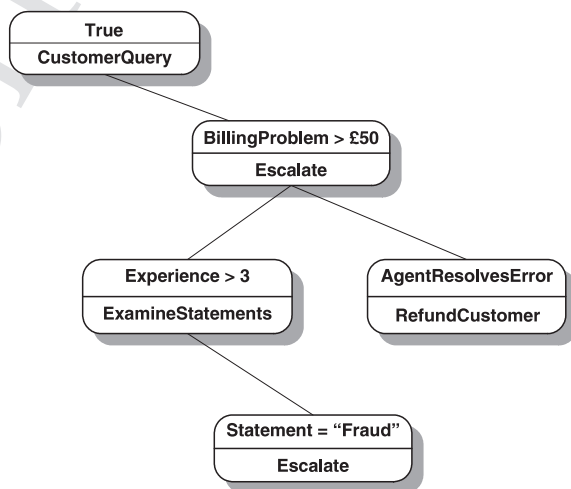 True
CustomerQuery
BillingProblem > £50
Escalate
Experience > 3
ExamineStatements
AgentResolvesError
RefundCustomer
Statement = “Fraud”
Escalate